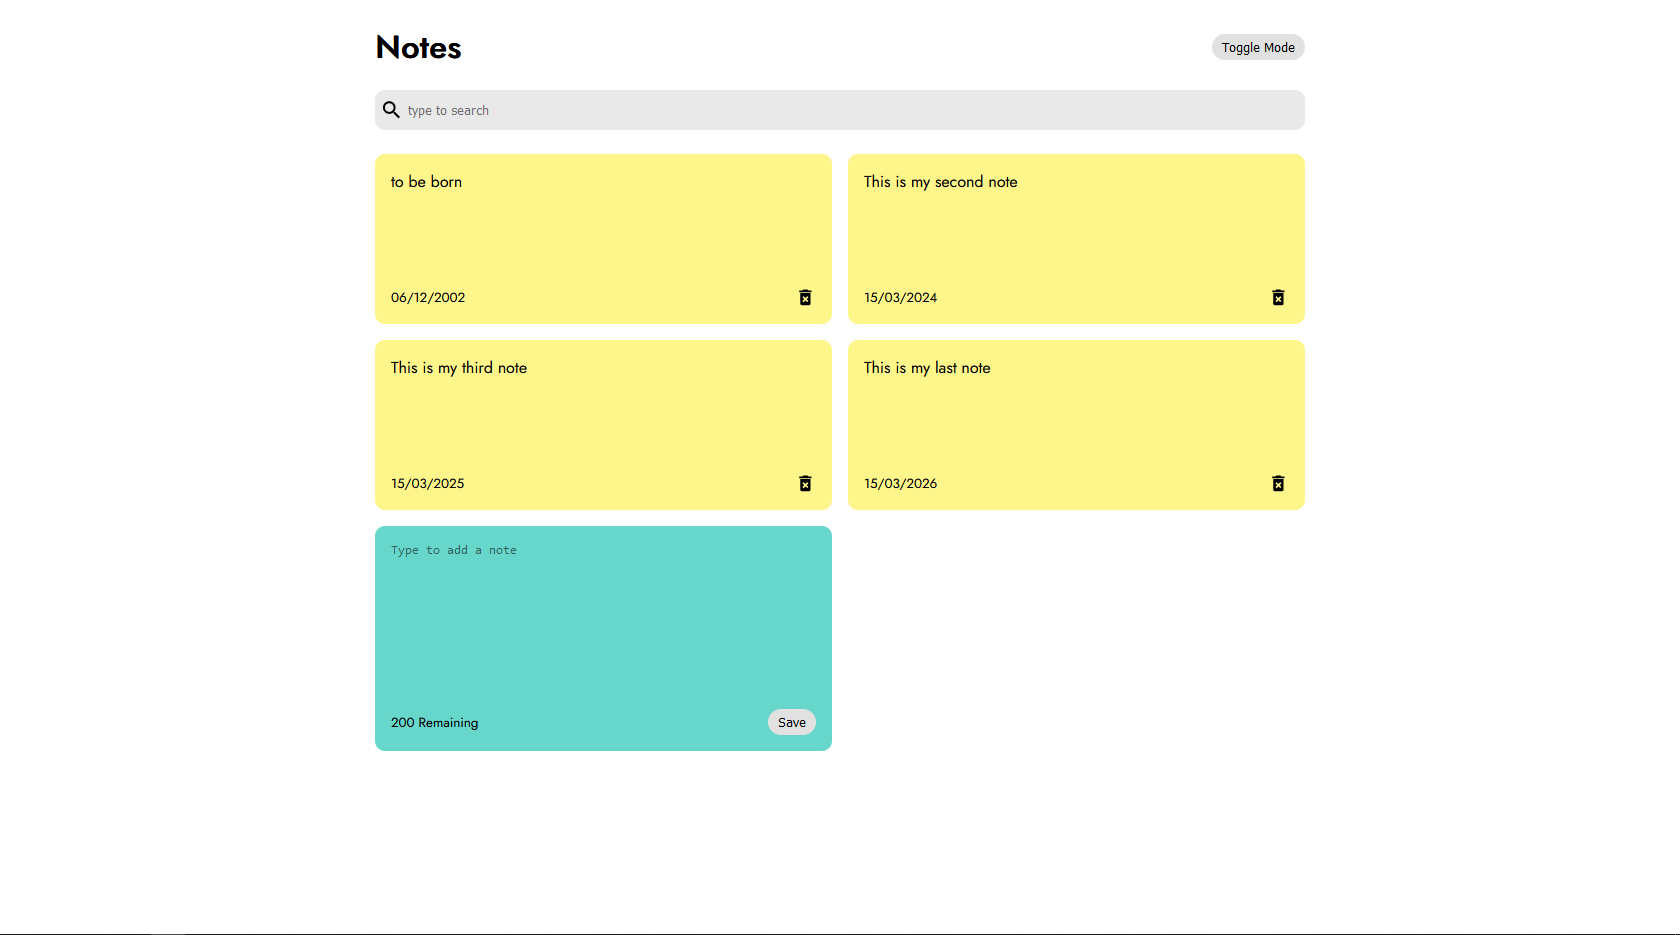 Notes
Toggle Mode
type to search
to be born
06/12/2002
This is my second note
15/03/2024
This is my third note
15/03/2025
This is my last note
15/03/2026
Type to add a note
200 Remaining
Save